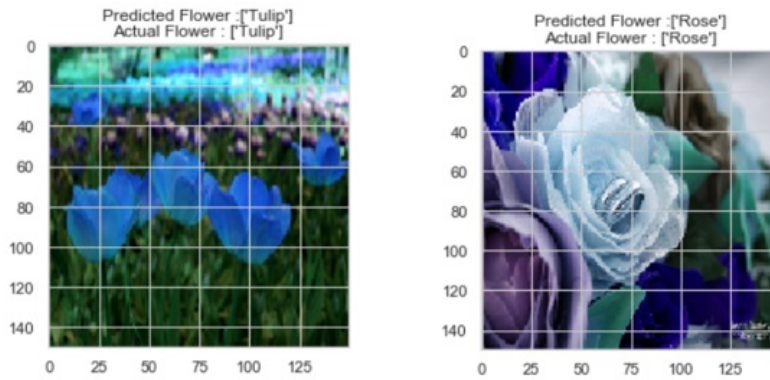 Predicted Flower :['Tulip']
Actual Flower : ['Tulip']
0
20
40
60
80
100
120
140
0 25 50 75 100 125
Predicted Flower :['Rose']
Actual Flower : ['Rose']
0
20
40
60
80
100
120
140
0 25 50 75 100 125